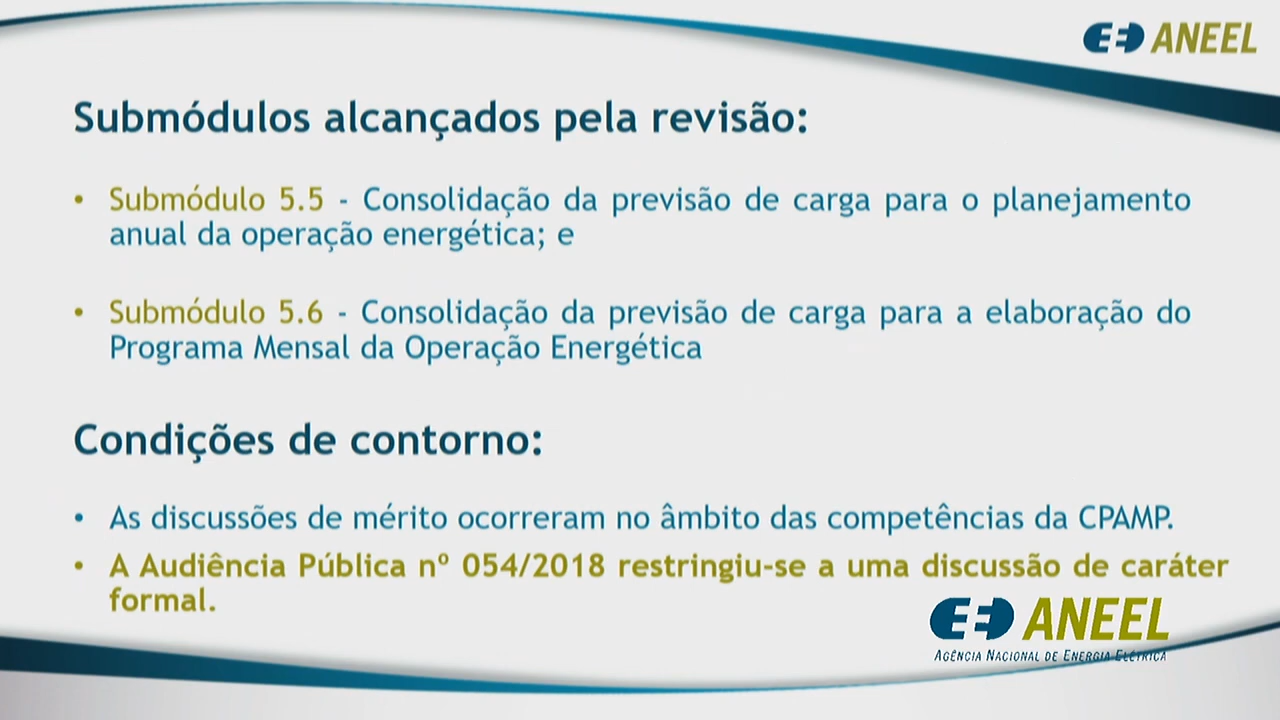 ANEEL
Submódulos alcançados pela revisão:
• Submódulo 5.5 - Consolidação da previsão de carga para o planejamento
anual da operação energética; e
• Submódulo 5.6 - Consolidação da previsão de carga para a elaboração do
Programa Mensal da Operação Energética
Condições de contorno:
• As discussões de mérito ocorreram no âmbito das competências da CPAMP.
• A Audiência Pública nº 054/2018 restringiu-se a uma discussão de caráter
formal.
ANEEL
AGÊNCIA NACIONAL DE ENERGIA ELÉTRICA